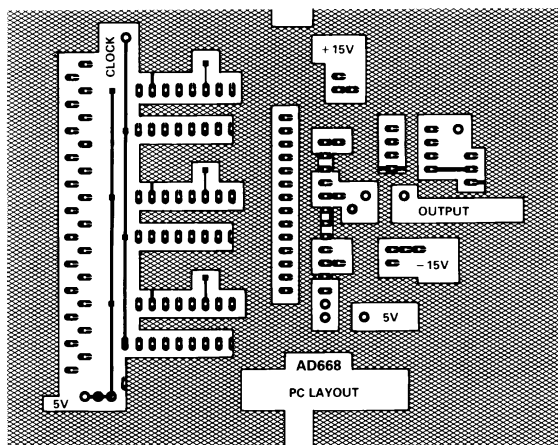 CLOCK
+ 15V
OUTPUT
- 15V
5V
AD668
PC LAYOUT
5V